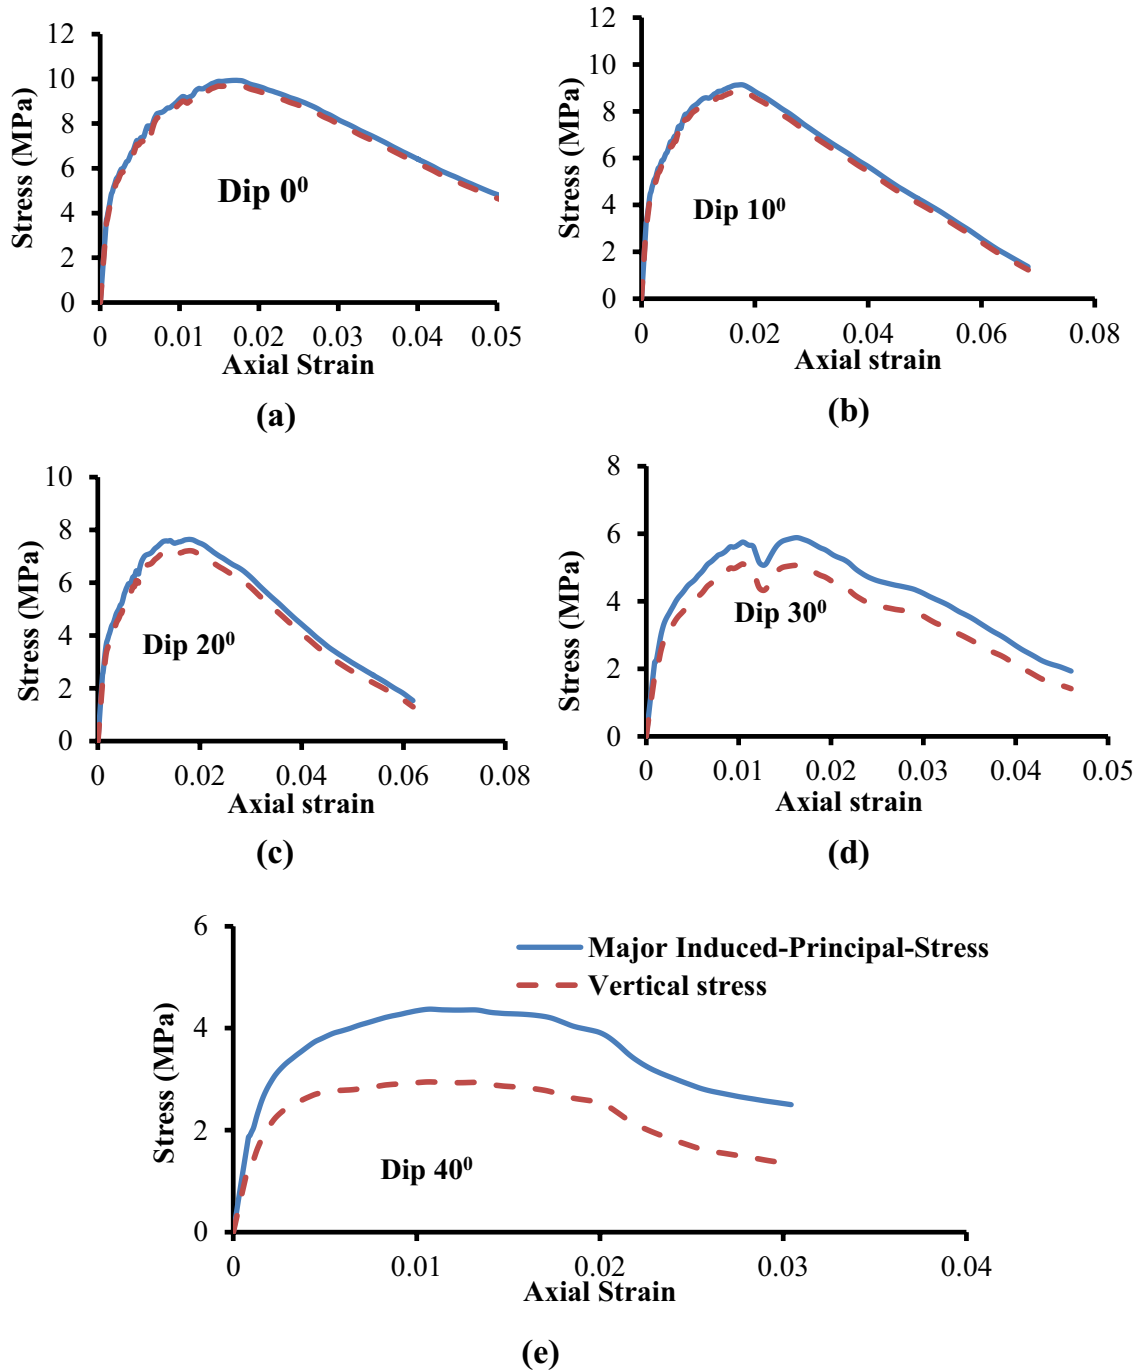 12
10
8
6
4
2
0
Stress (MPa)
Dip 0⁰
0 0.01 0.02 0.03 0.04 0.05
Axial Strain
(a)
12
10
8
6
4
2
0
Stress (MPa)
Dip 10⁰
0 0.02 0.04 0.06 0.08
Axial strain
(b)
10
8
6
4
2
0
Stress (MPa)
Dip 20⁰
0 0.02 0.04 0.06 0.08
Axial strain
(c)
8
6
4
2
0
Stress (MPa)
Dip 30⁰
0 0.01 0.02 0.03 0.04 0.05
Axial strain
(d)
6
4
2
0
Stress (MPa)
Major Induced-Principal-Stress
Vertical stress
Dip 40⁰
0 0.01 0.02 0.03 0.04
Axial Strain
(e)